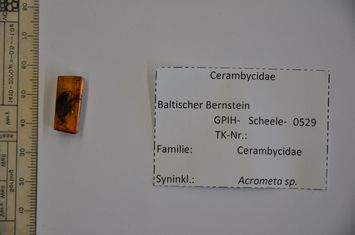 Cerambycidae
Baltischer Bernstein
GPIH- Scheele- 0529
TK-Nr.:
Familie: Cerambycidae
Syninkl.: Acrometa sp.